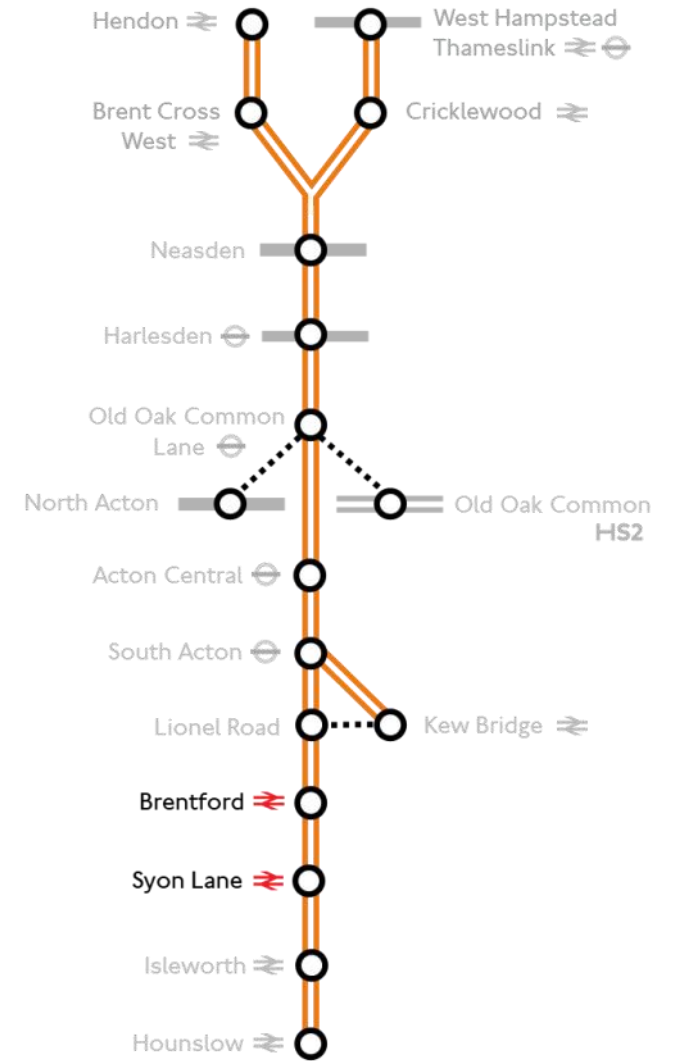 Hendon
West Hampstead
Thameslink
Brent Cross
West
Cricklewood
Neasden
Harlesden
Old Oak Common
Lane
North Acton
Old Oak Common
HS2
Acton Central
South Acton
Lionel Road
Kew Bridge
Brentford
Syon Lane
Isleworth
Hounslow